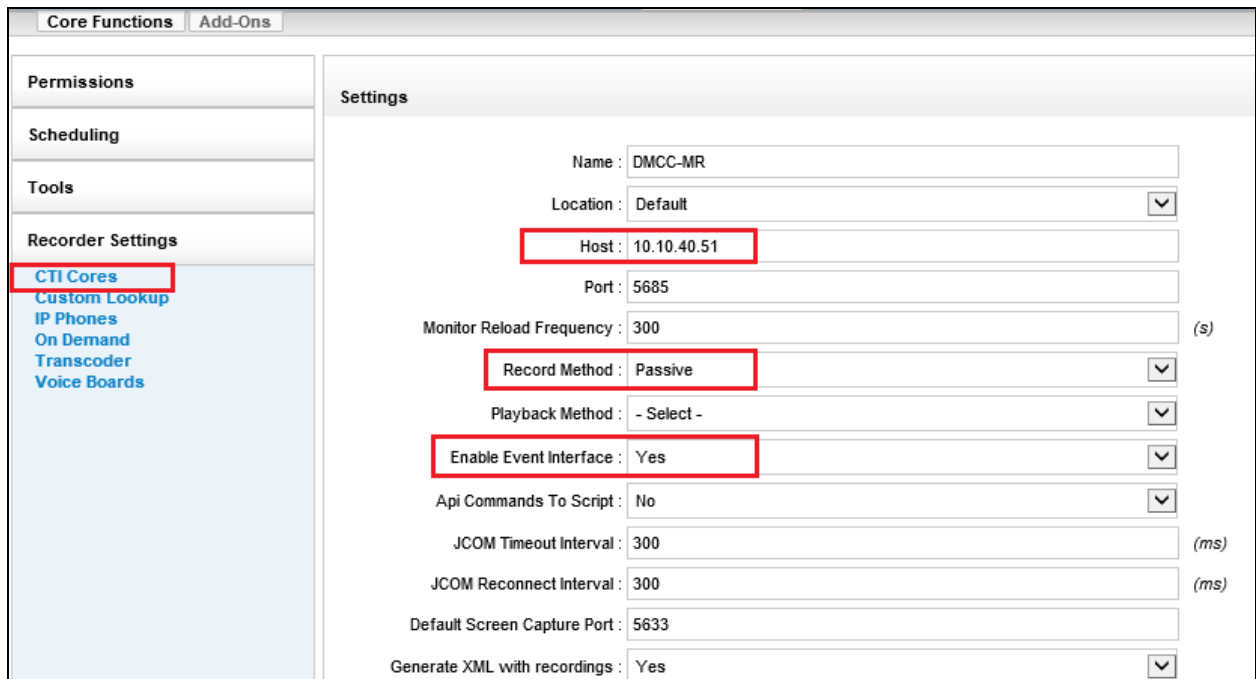 Core Functions Add-Ons
Permissions
Scheduling
Tools
Recorder Settings
CTI Cores
Custom Lookup
IP Phones
On Demand
Transcoder
Voice Boards
Settings
Name : DMCC-MR
Location : Default
Host : 10.10.40.51
Port : 5685
Monitor Reload Frequency : 300 (s)
Record Method : Passive
Playback Method : - Select -
Enable Event Interface : Yes
Api Commands To Script : No
JCOM Timeout Interval : 300 (ms)
JCOM Reconnect Interval : 300 (ms)
Default Screen Capture Port : 5633
Generate XML with recordings : Yes